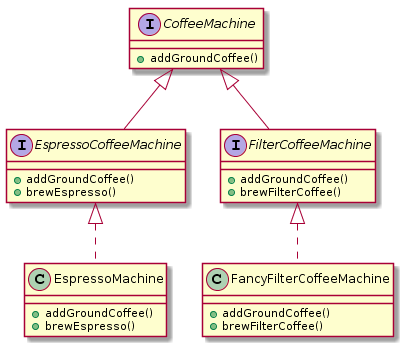 I CoffeeMachine
addGroundCoffee()
I EspressoCoffeeMachine
addGroundCoffee()
brewEspresso()
I FilterCoffeeMachine
addGroundCoffee()
brewFilterCoffee()
C EspressoMachine
addGroundCoffee()
brewEspresso()
C FancyFilterCoffeeMachine
addGroundCoffee()
brewFilterCoffee()